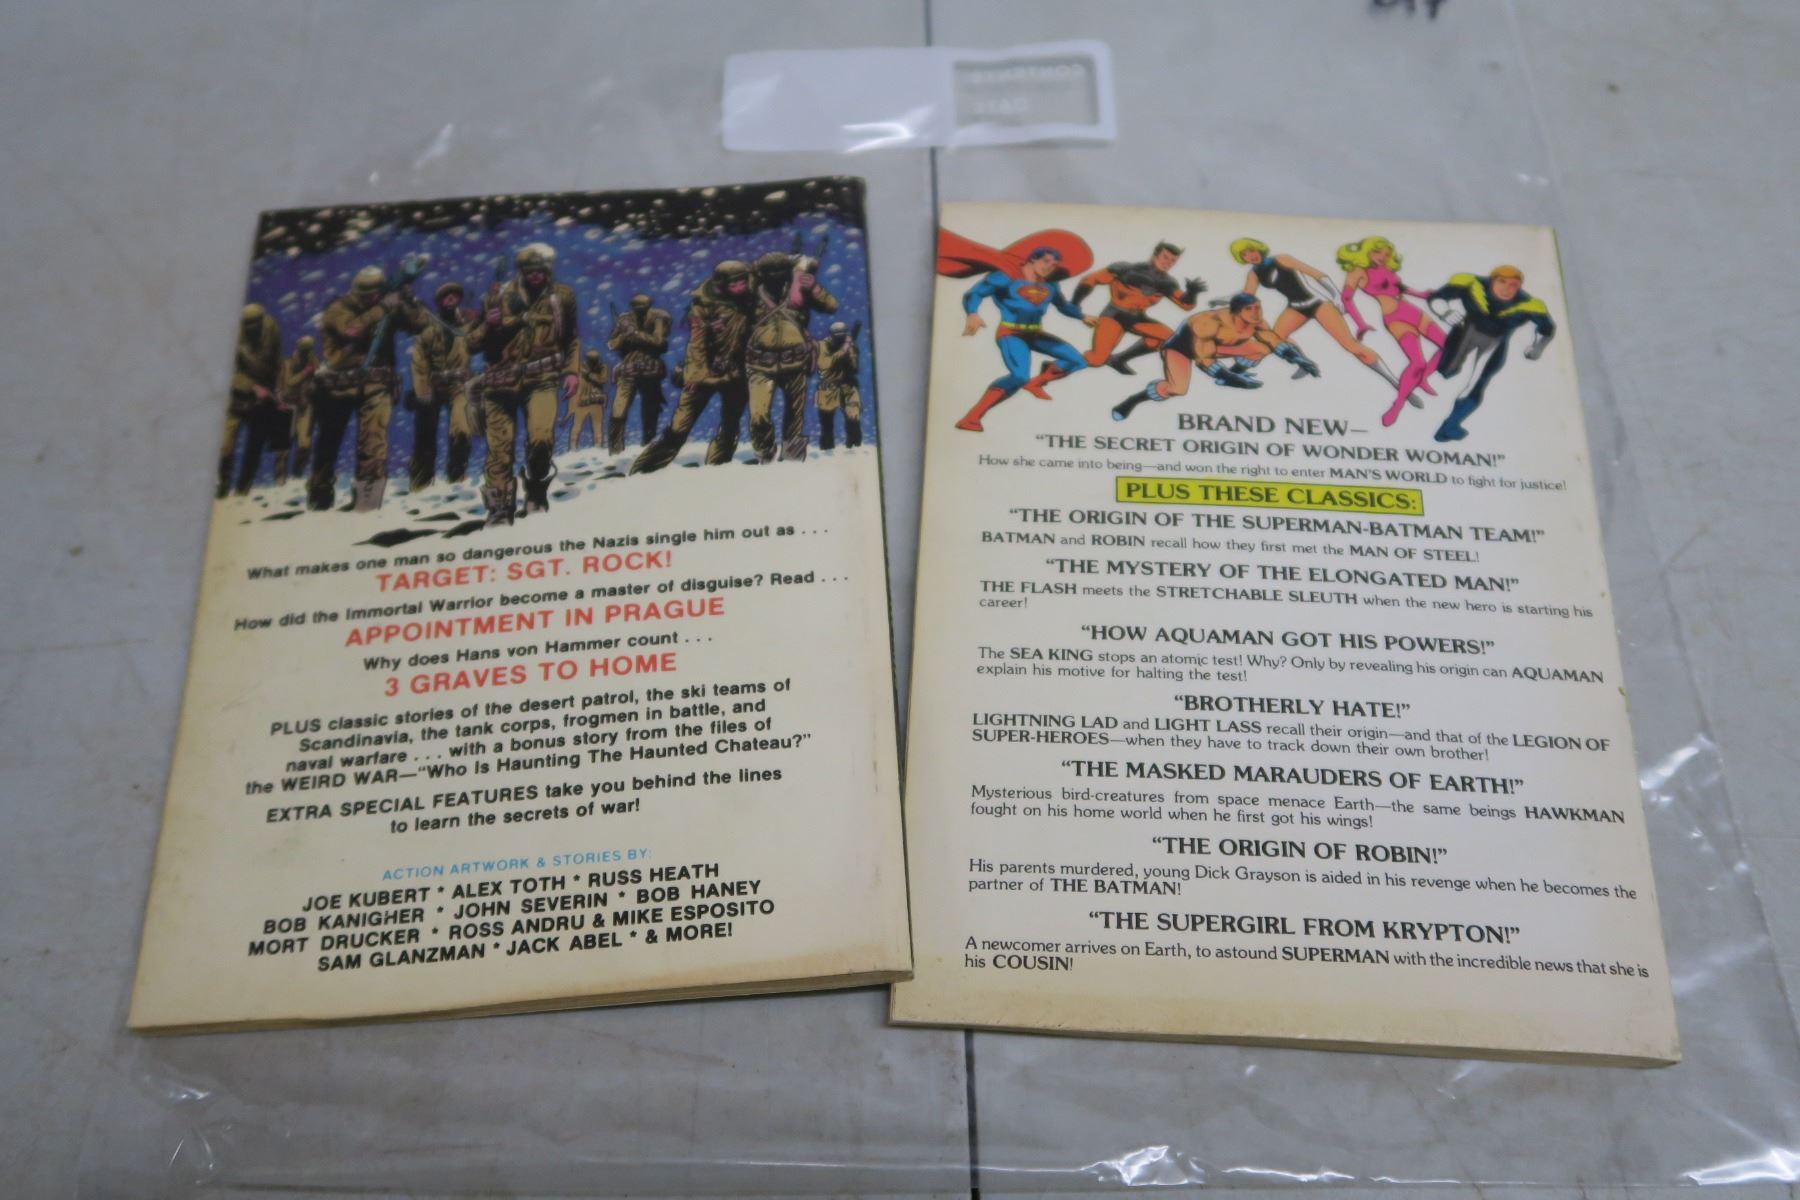 What makes one man so dangerous the Nazis single him out as . . .
TARGET: SGT. ROCK!
How did the Immortal Warrior become a master of disguise? Read . . .
APPOINTMENT IN PRAGUE
Why does Hans von Hammer count . . .
3 GRAVES TO HOME
PLUS classic stories of the desert patrol, the ski teams of
Scandinavia, the tank corps, frogmen in battle, and
naval warfare . . . with a bonus story from the files of
the WEIRD WAR—"Who Is Haunting The Haunted Chateau?"
EXTRA SPECIAL FEATURES take you behind the lines
to learn the secrets of war!
ACTION ARTWORK & STORIES BY:
JOE KUBERT * ALEX TOTH * RUSS HEATH
BOB KANIGHER * JOHN SEVERIN * BOB HANEY
MORT DRUCKER * ROSS ANDRU & MIKE ESPOSITO
SAM GLANZMAN * JACK ABEL * & MORE!
BRAND NEW—
"THE SECRET ORIGIN OF WONDER WOMAN!"
How she came into being—and won the right to enter MAN'S WORLD to fight for justice!
PLUS THESE CLASSICS:
"THE ORIGIN OF THE SUPERMAN-BATMAN TEAM!"
BATMAN and ROBIN recall how they first met the MAN OF STEEL!
"THE MYSTERY OF THE ELONGATED MAN!"
THE FLASH meets the STRETCHABLE SLEUTH when the new hero is starting his
career!
"HOW AQUAMAN GOT HIS POWERS!"
The SEA KING stops an atomic test! Why? Only by revealing his origin can AQUAMAN
explain his motive for halting the test!
"BROTHERLY HATE!"
LIGHTNING LAD and LIGHT LASS recall their origin—and that of the LEGION OF
SUPER-HEROES—when they have to track down their own brother!
"THE MASKED MARAUDERS OF EARTH!"
Mysterious bird-creatures from space menace Earth—the same beings HAWKMAN
fought on his home world when he first got his wings!
"THE ORIGIN OF ROBIN!"
His parents murdered, young Dick Grayson is aided in his revenge when he becomes the
partner of THE BATMAN!
"THE SUPERGIRL FROM KRYPTON!"
A newcomer arrives on Earth, to astound SUPERMAN with the incredible news that she is
his COUSIN!